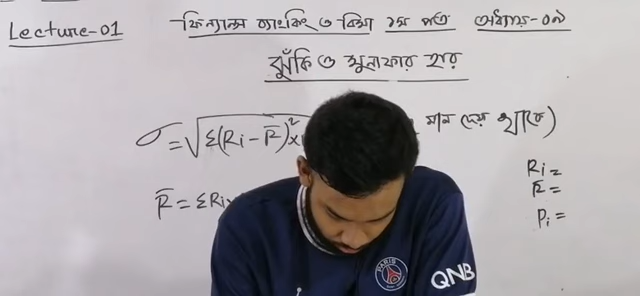 Lecture-01
ফিন্যান্স ব্যাংকিং ও বিমা ১ম পত্র অধ্যায়-০৯
ঝুঁকি ও মুনাফার হার
σ = √Σ(Ri - R̄)²× মান দেয়া থাকে)
R̄ = ΣRi×
Ri =
R̄ =
Pi =
PARIS
QNB